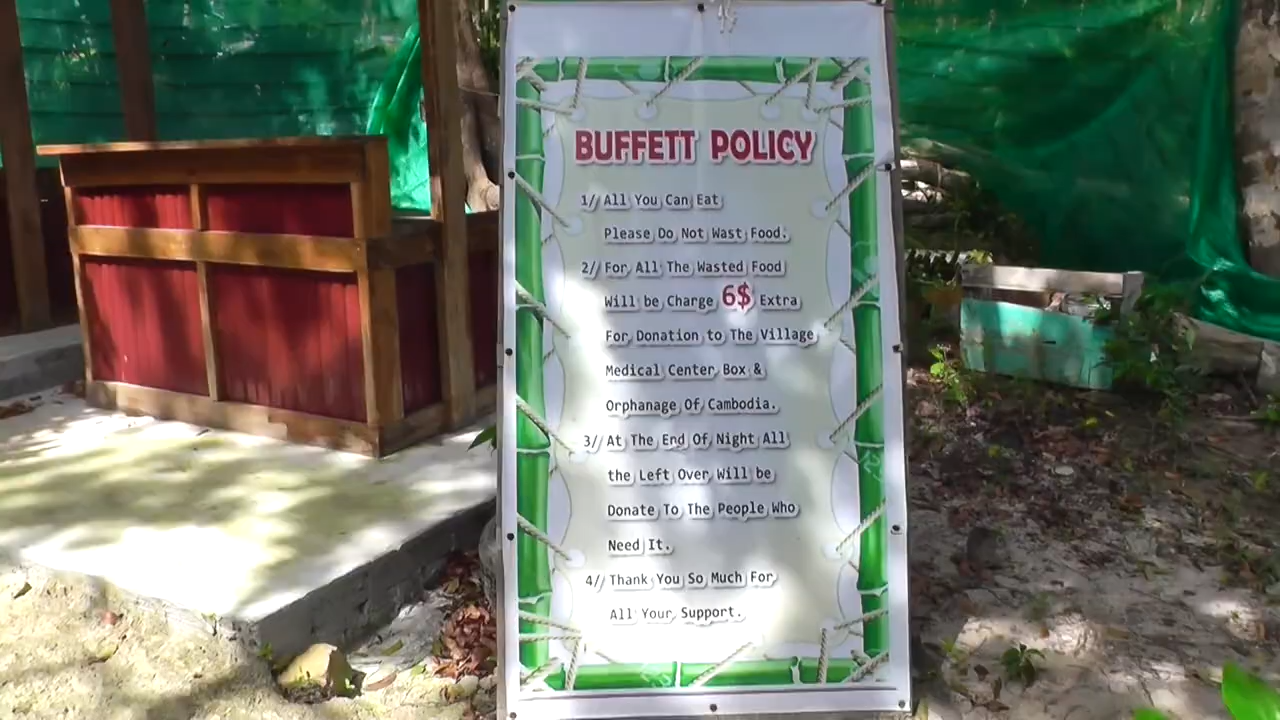 BUFFETT POLICY
1// All You Can Eat
Please Do Not Wast Food.
2// For All The Wasted Food
Will be Charge 6$ Extra
For Donation to The Village
Medical Center Box &
Orphanage Of Cambodia.
3// At The End Of Night All
the Left Over Will be
Donate To The People Who
Need It.
4// Thank You So Much For
All Your Support.